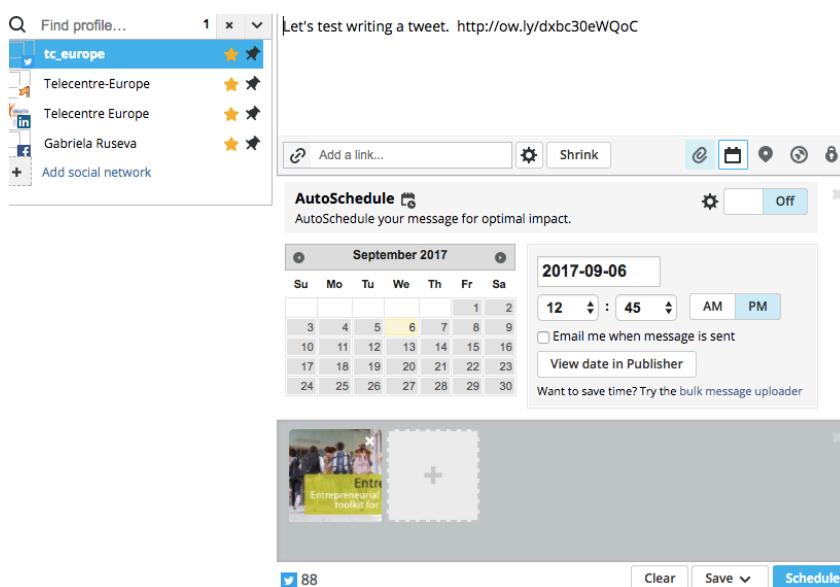 Find profile... 1
tc_europe
Telecentre-Europe
Telecentre Europe
Gabriela Ruseva
Add social network
Let's test writing a tweet. http://ow.ly/dxbc30eWQoC
Add a link... Shrink
AutoSchedule
AutoSchedule your message for optimal impact.
Off
September 2017
Su Mo Tu We Th Fr Sa
1 2
3 4 5 6 7 8 9
10 11 12 13 14 15 16
17 18 19 20 21 22 23
24 25 26 27 28 29 30
2017-09-06
12 : 45 AM PM
Email me when message is sent
View date in Publisher
Want to save time? Try the bulk message uploader
Entre
Entrepreneurial
toolkit for
88 Clear Save Schedule